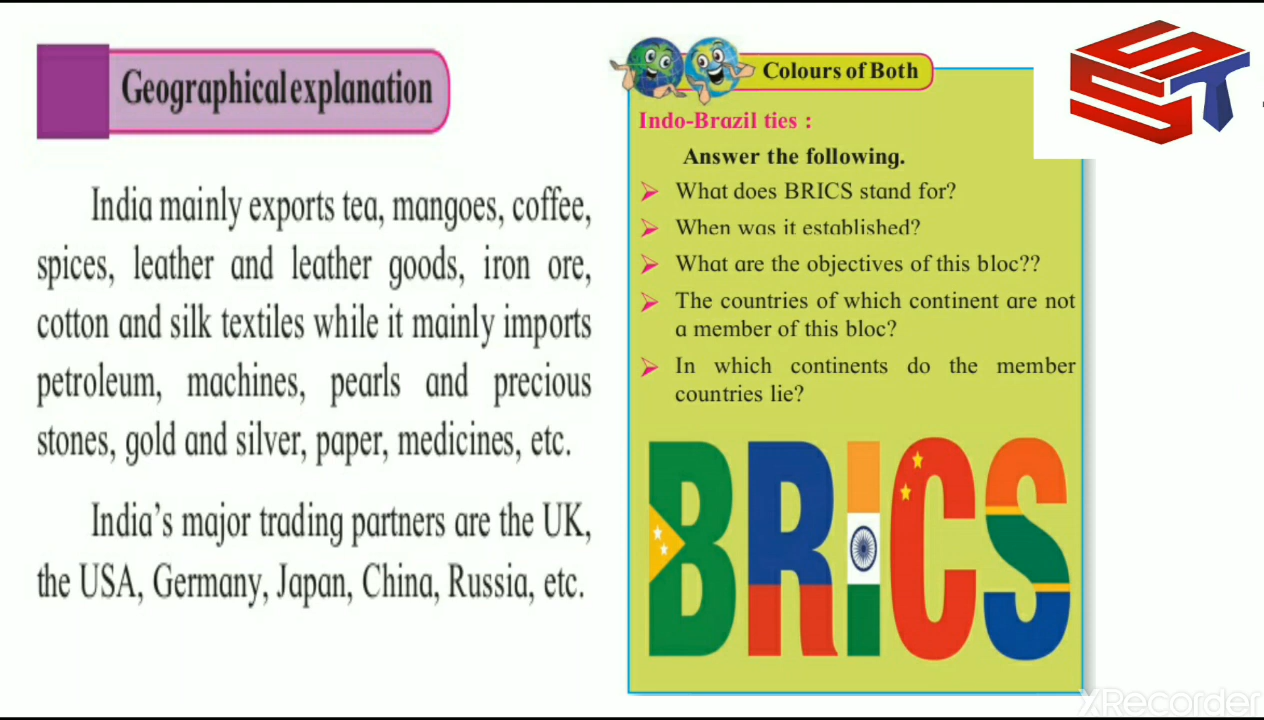 Geographical explanation
India mainly exports tea, mangoes, coffee,
spices, leather and leather goods, iron ore,
cotton and silk textiles while it mainly imports
petroleum, machines, pearls and precious
stones, gold and silver, paper, medicines, etc.
India's major trading partners are the UK,
the USA, Germany, Japan, China, Russia, etc.
Colours of Both
Indo-Brazil ties :
Answer the following.
What does BRICS stand for?
When was it established?
What are the objectives of this bloc??
The countries of which continent are not
a member of this bloc?
In which continents do the member
countries lie?
BRICS
SST
XRecorder